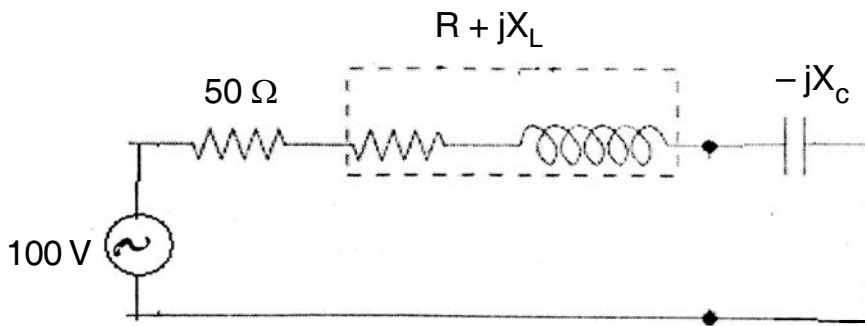 R + jX_L
50 Ω
– jX_c
100 V